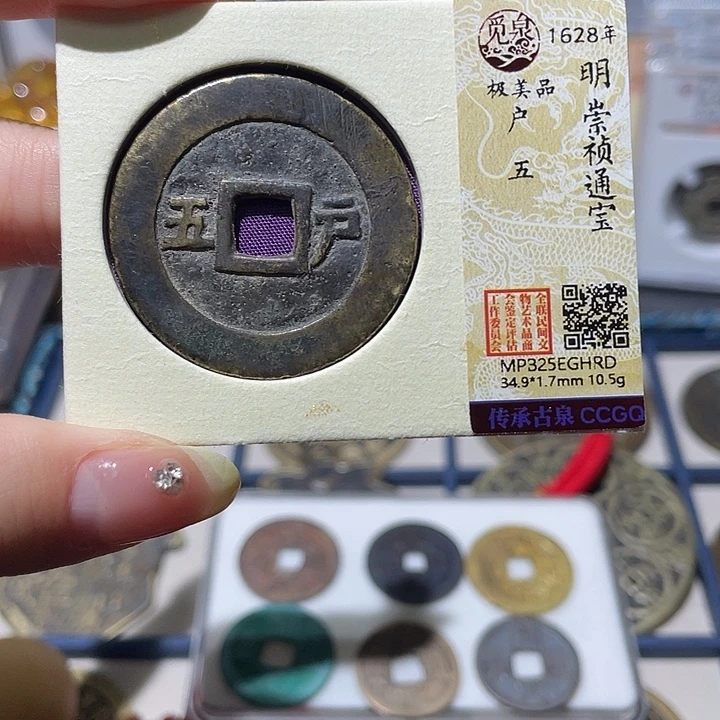 五 户
觅泉
1628年
明 崇祯通宝
极美品
户 五
全联民间文
物艺术品商
会鉴定评估
工作委员会
MP325EGHRD
34.9*1.7mm 10.5g
传承古泉 CCGQ